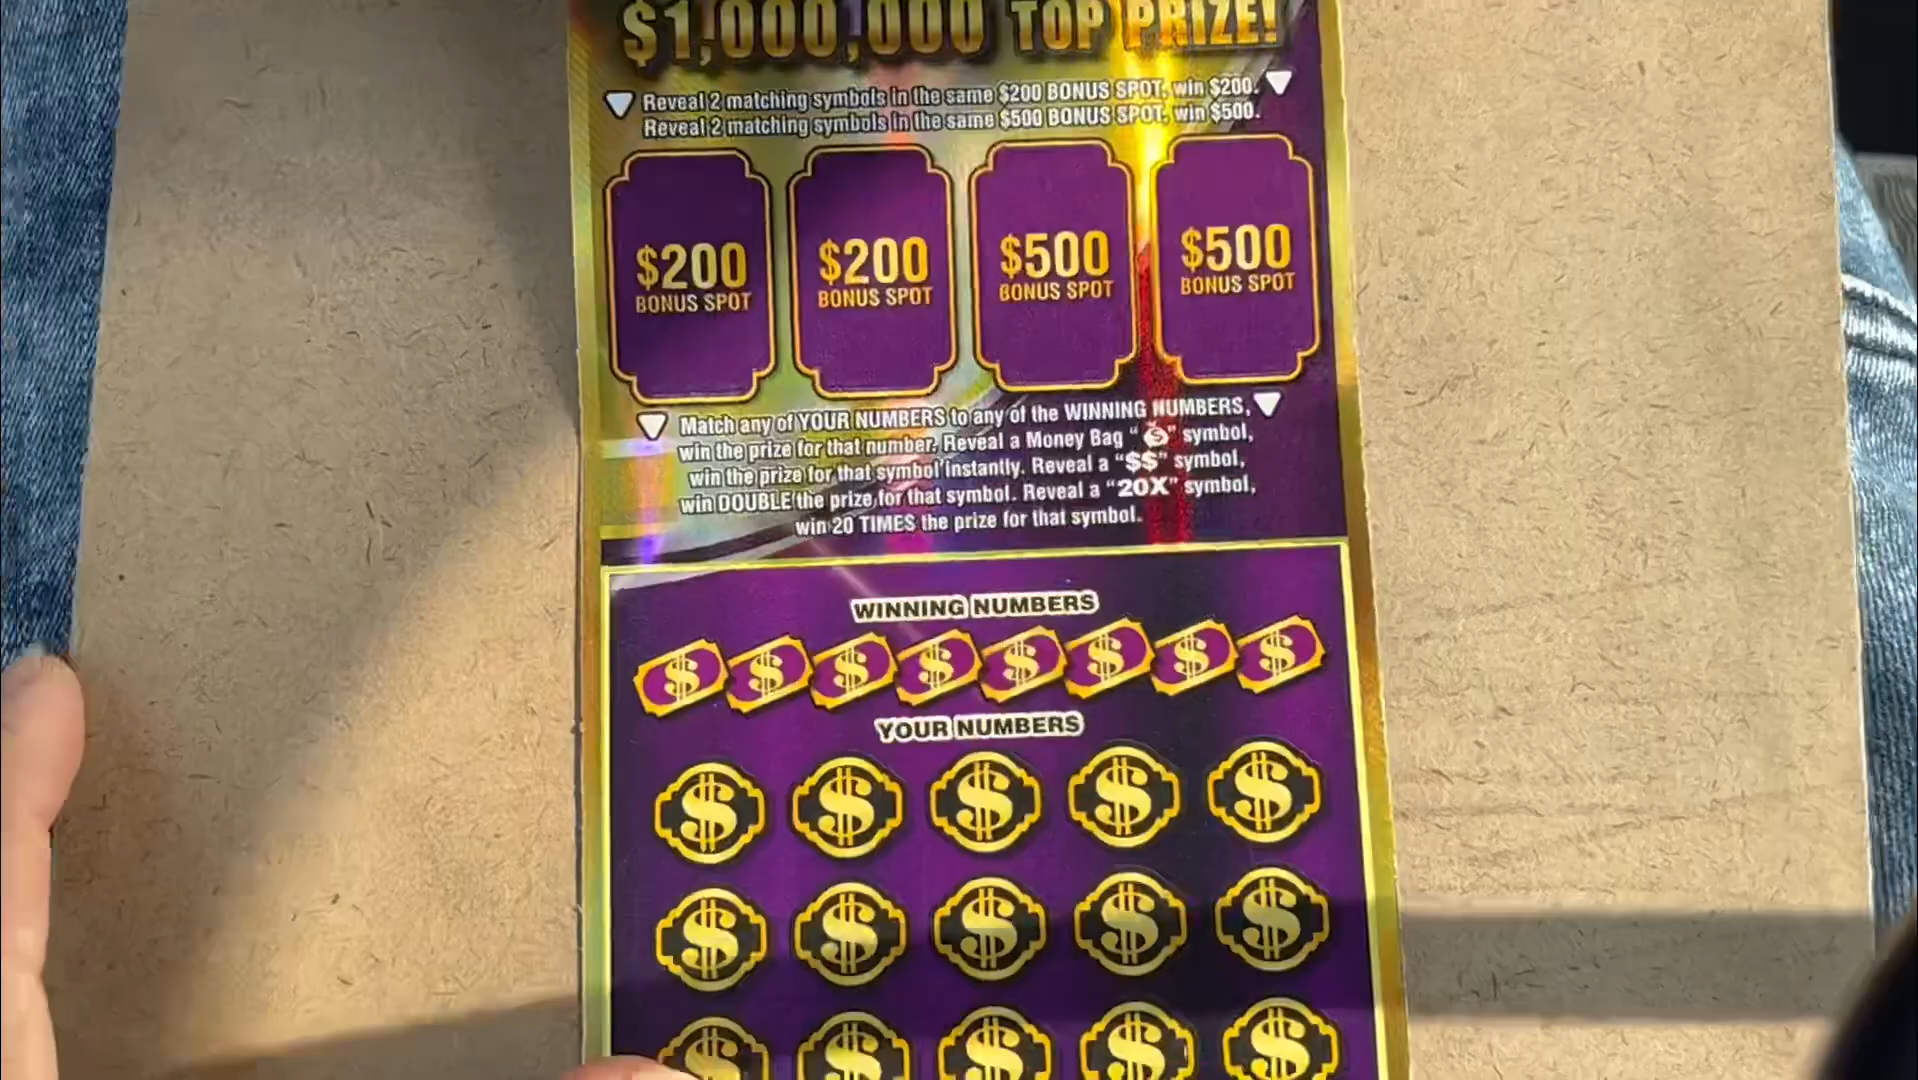 $1,000,000 TOP PRIZE!
Reveal 2 matching symbols in the same $200 BONUS SPOT, win $200.
Reveal 2 matching symbols in the same $500 BONUS SPOT, win $500.
$200 $200 $500 $500
BONUS SPOT BONUS SPOT BONUS SPOT BONUS SPOT
Match any of YOUR NUMBERS to any of the WINNING NUMBERS,
win the prize for that number. Reveal a Money Bag "💰" symbol,
win the prize for that symbol instantly. Reveal a "$$" symbol,
win DOUBLE the prize for that symbol. Reveal a "20X" symbol,
win 20 TIMES the prize for that symbol.
WINNING NUMBERS
$ $ $ $ $ $ $ $
YOUR NUMBERS
$ $ $ $ $
$ $ $ $ $
$ $ $ $ $